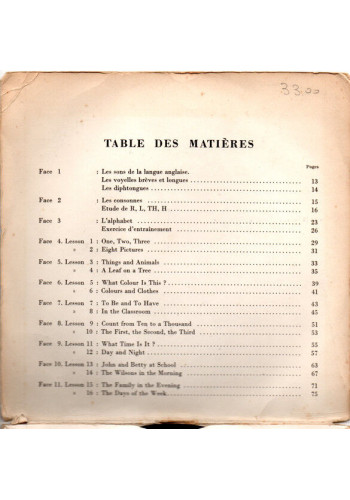 33.00
TABLE DES MATIÈRES
Pages
Face 1 : Les sons de la langue anglaise.
Les voyelles brèves et longues 13
Les diphtongues 14
Face 2 : Les consonnes 15
Etude de R, L, TH, H 16
Face 3 : L'alphabet 23
Exercice d'entraînement 26
Face 4. Lesson 1 : One, Two, Three 29
» 2 : Eight Pictures 31
Face 5. Lesson 3 : Things and Animals 33
» 4 : A Leaf on a Tree 35
Face 6. Lesson 5 : What Colour Is This ? 39
» 6 : Colours and Clothes 41
Face 7. Lesson 7 : To Be and To Have 43
» 8 : In the Classroom 45
Face 8. Lesson 9 : Count from Ten to a Thousand 51
» 10 : The First, the Second, the Third 53
Face 9. Lesson 11 : What Time Is It ? 55
» 12 : Day and Night 57
Face 10. Lesson 13 : John and Betty at School 63
» 14 : The Wilsons in the Morning 67
Face 11. Lesson 15 : The Family in the Evening 71
» 16 : The Days of the Week 75